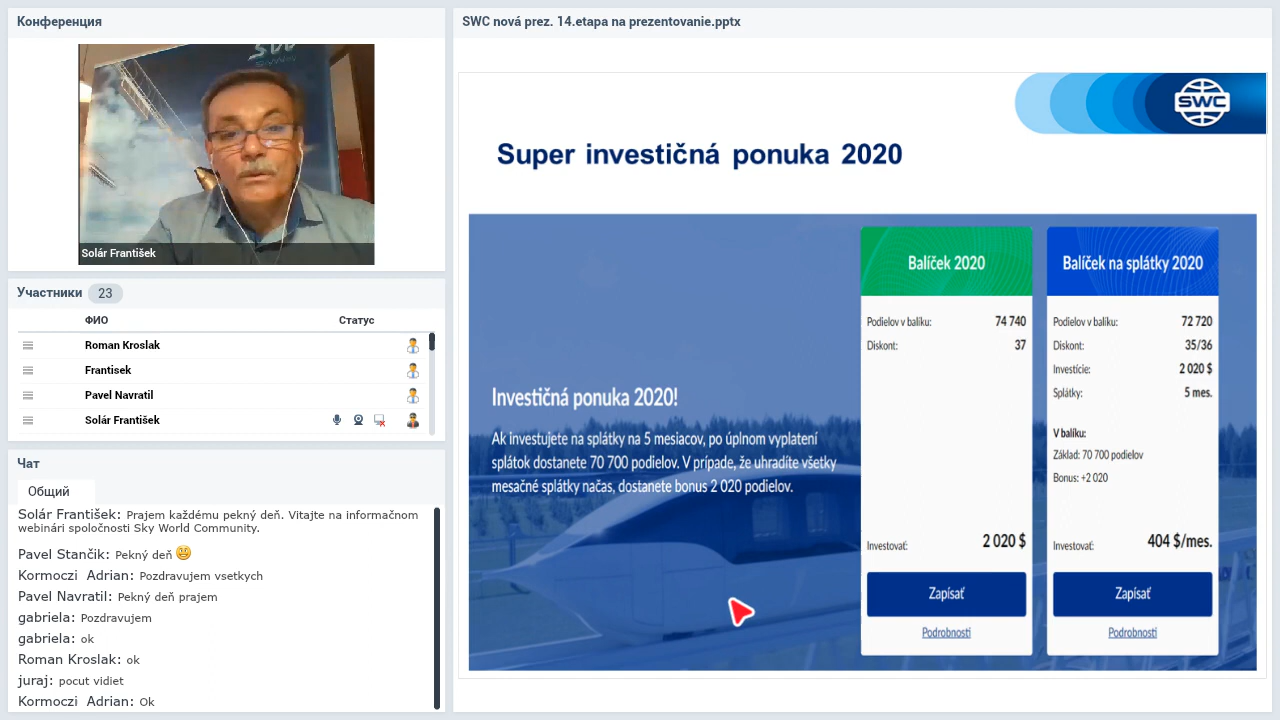 Конференция
Solár František
Участники 23
ФИО Статус
Roman Kroslak
Frantisek
Pavel Navratil
Solár František
Чат
Общий
Solár František: Prajem každému pekný deň. Vitajte na informačnom
webinári spoločnosti Sky World Community.
Pavel Stančik: Pekný deň
Kormoczi Adrian: Pozdravujem vsetkych
Pavel Navratil: Pekný deň prajem
gabriela: Pozdravujem
gabriela: ok
Roman Kroslak: ok
juraj: pocut vidiet
Kormoczi Adrian: Ok
SWC nová prez. 14.etapa na prezentovanie.pptx
SWC
Super investičná ponuka 2020
Investičná ponuka 2020!
Ak investujete na splátky na 5 mesiacov, po úplnom vyplatení
splátok dostanete 70 700 podielov. V prípade, že uhradíte všetky
mesačné splátky načas, dostanete bonus 2 020 podielov.
Balíček 2020
Podielov v balíku: 74 740
Diskont: 37
Investovať: 2 020 $
Zapísať
Podrobnosti
Balíček na splátky 2020
Podielov v balíku: 72 720
Diskont: 35/36
Investície: 2 020 $
Splátky: 5 mes.
V balíku:
Základ: 70 700 podielov
Bonus: +2 020
Investovať: 404 $/mes.
Zapísať
Podrobnosti